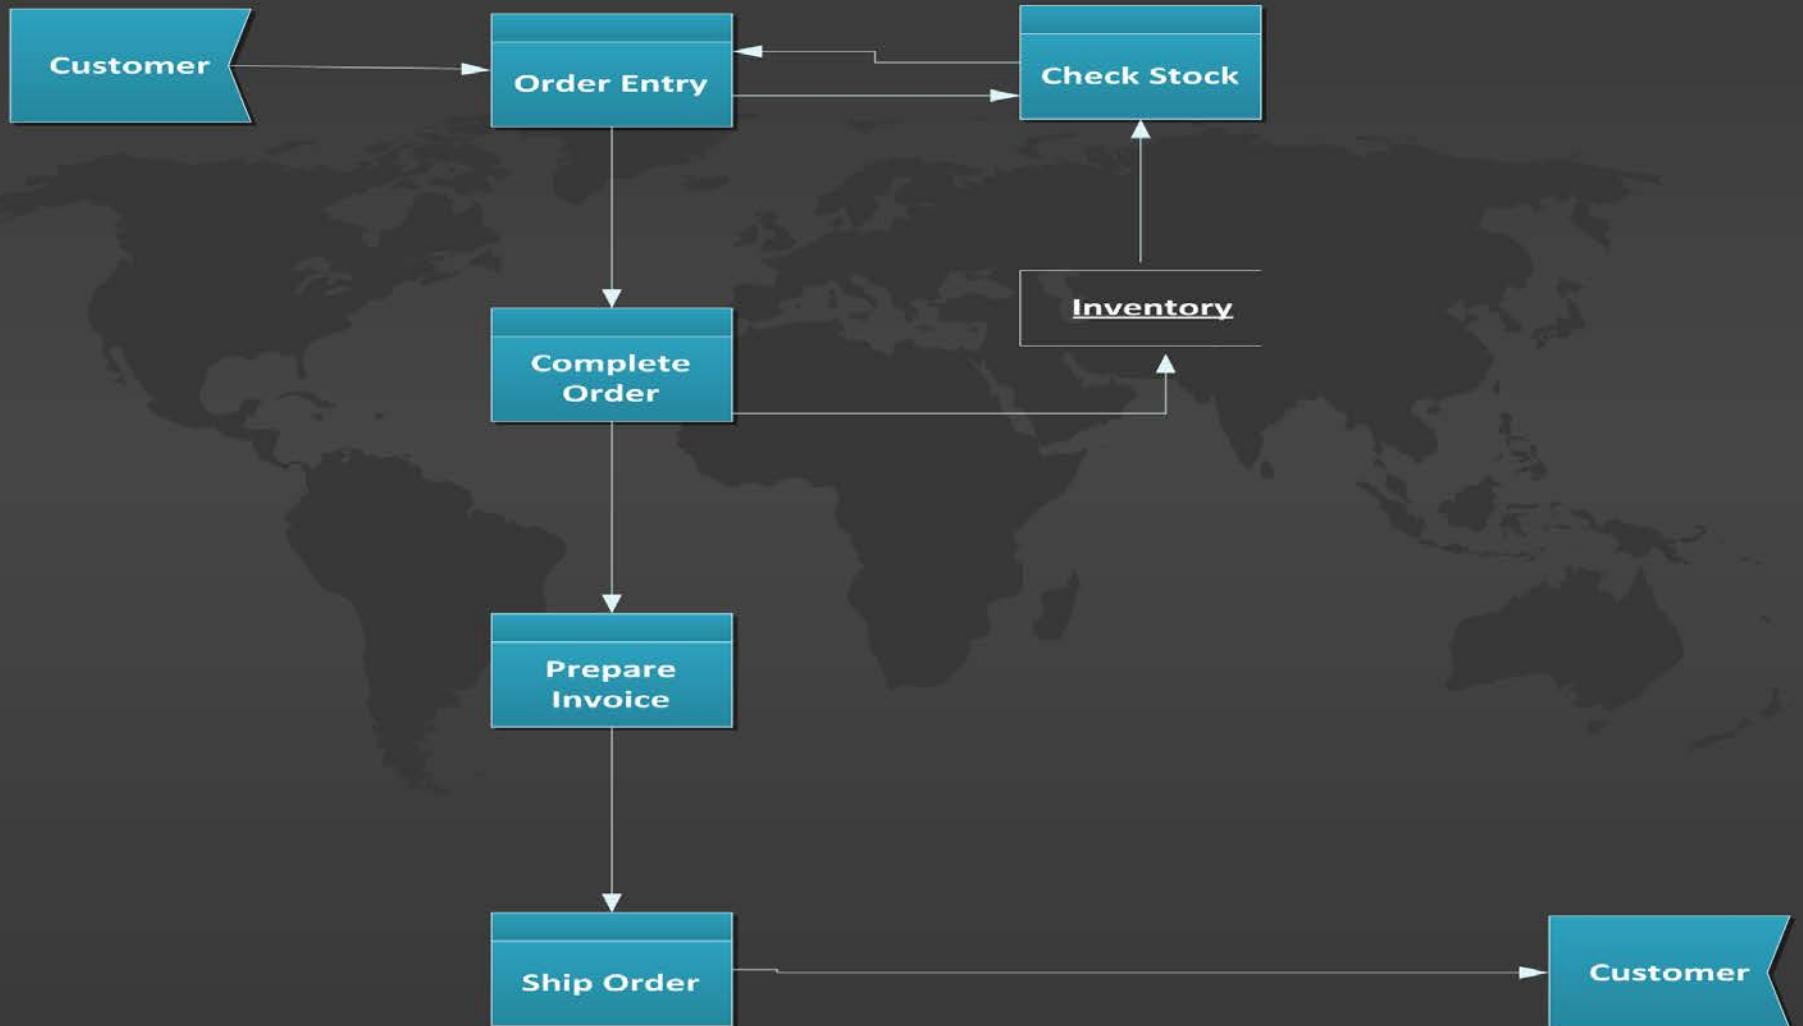 Customer
Order Entry
Check Stock
Inventory
Complete
Order
Prepare
Invoice
Ship Order
Customer